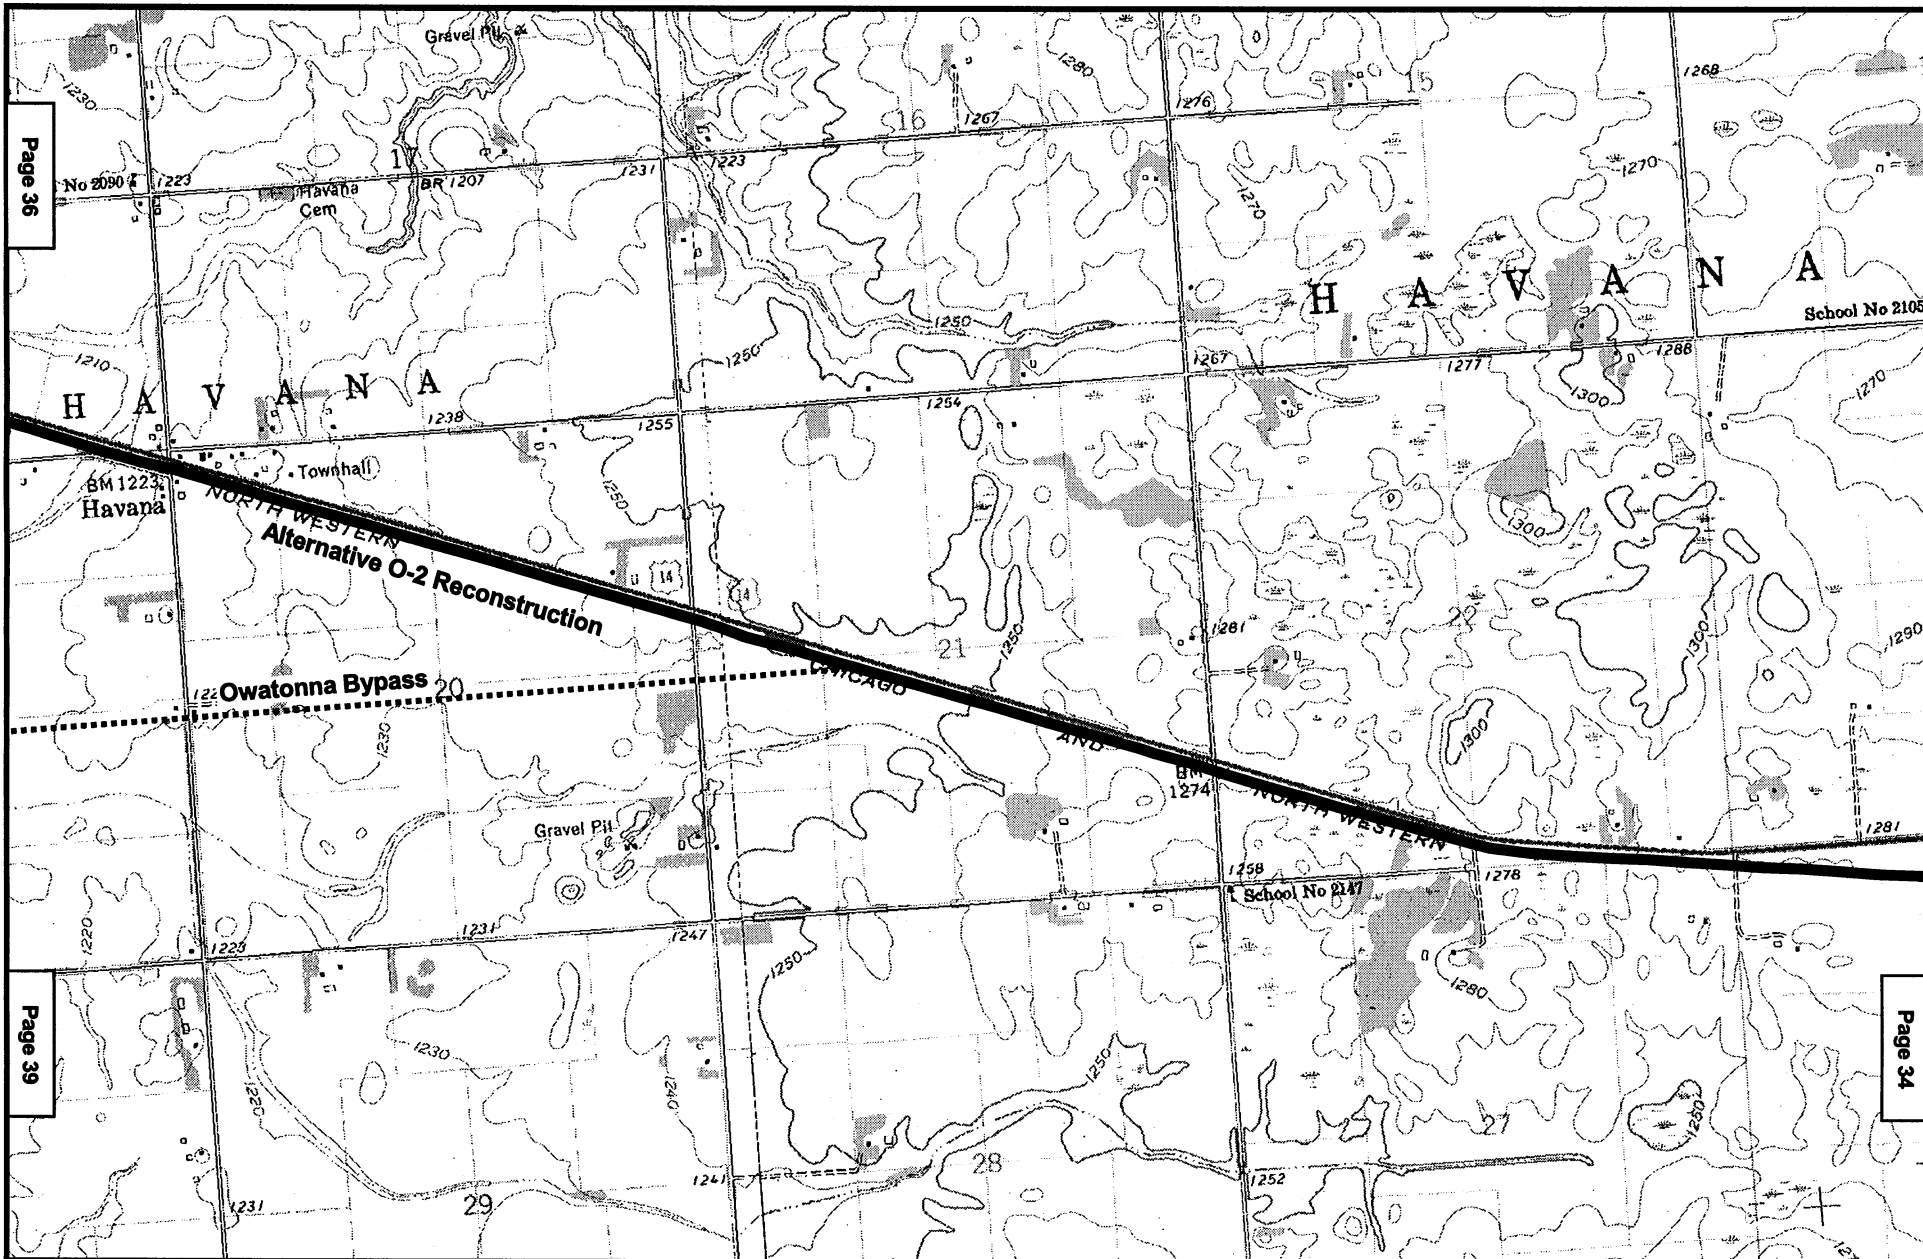 Gravel Pit
1280
1268
1230
1276
15
16
1267
Page 36
17
1231
1223
No 2090
1223
BR 1207
1270
1270
Havana
Cem
H A V A N A
School No 2105
1250
1210
1250
1267
1277
1288
1300
1270
H A V A N A
1238
1255
1254
Townhall
BM 1223
Havana
NORTH WESTERN
1250
1300
Alternative O-2 Reconstruction
14
14
1261
22
1290
21
1250
1300
CHICAGO
Owatonna Bypass
20
1230
1300
AND
BM
1274
NORTH WESTERN
Gravel Pit
1281
1258
School No 2147
1278
1220
1223
1231
1247
1250
1280
Page 39
Page 34
1230
1250
1220
1240
1250
27
28
1241
1252
29
1231